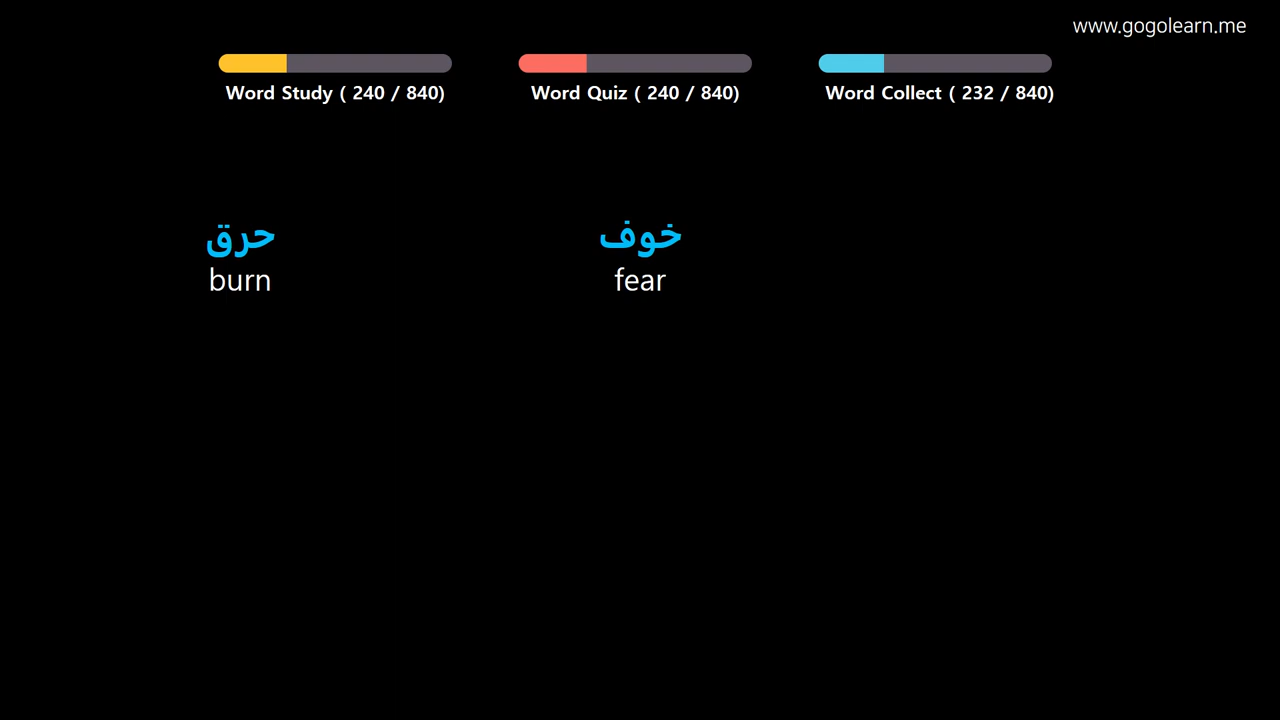 www.gogolearn.me
Word Study ( 240 / 840)
Word Quiz ( 240 / 840)
Word Collect ( 232 / 840)
حرق
burn
خوف
fear